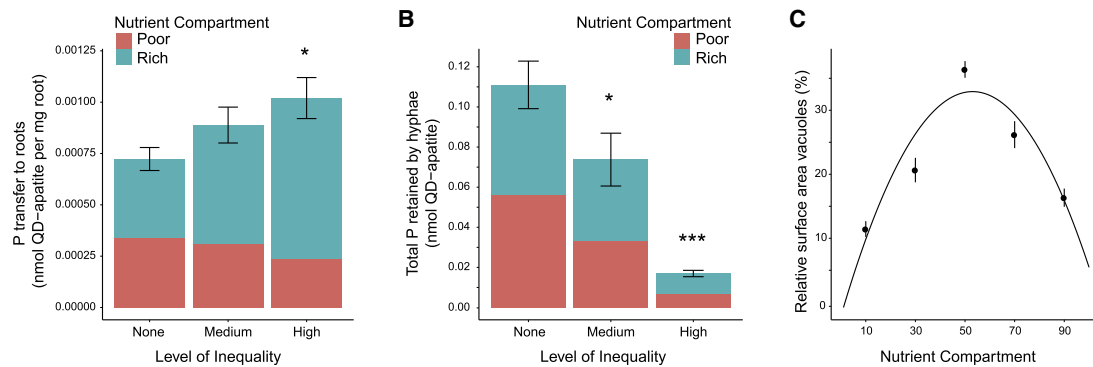 Nutrient Compartment
Poor
Rich
P transfer to roots
(nmol QD−apatite per mg root)
0.00125
0.00100
0.00075
0.00050
0.00025
0.00000
*
None Medium High
Level of Inequality
B
Nutrient Compartment
Poor
Rich
Total P retained by hyphae
(nmol QD−apatite)
0.12
0.10
0.08
0.06
0.04
0.02
0.00
*
***
None Medium High
Level of Inequality
C
Relative surface area vacuoles (%)
30
20
10
0
10 30 50 70 90
Nutrient Compartment